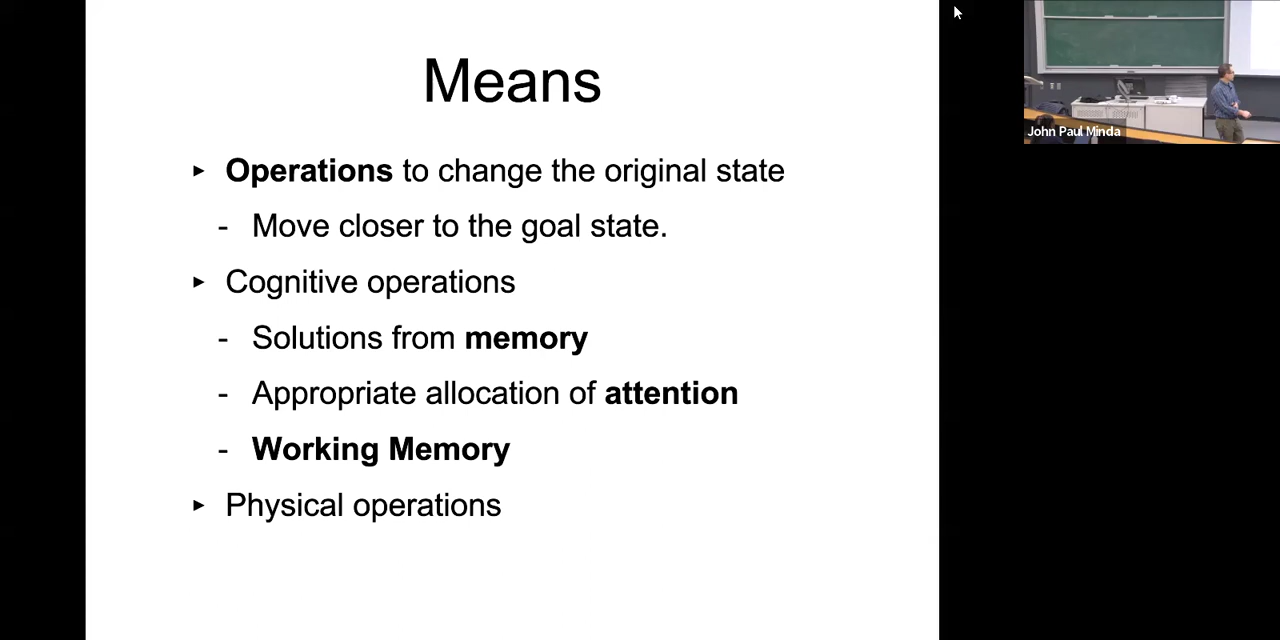 Means
▸ Operations to change the original state
- Move closer to the goal state.
▸ Cognitive operations
- Solutions from memory
- Appropriate allocation of attention
- Working Memory
▸ Physical operations
John Paul Minda